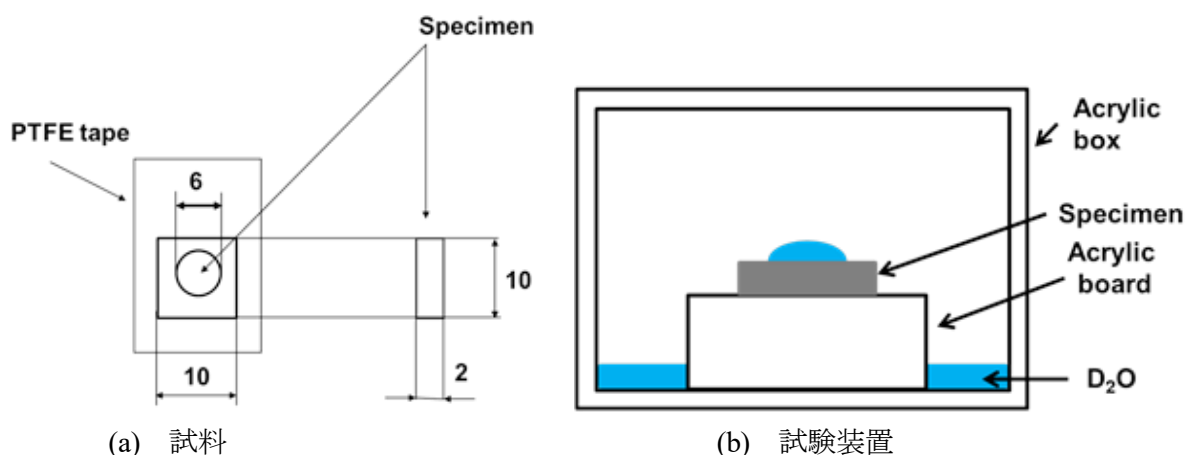 Specimen
PTFE tape
6
10
10
2
(a) 試料
Acrylic
box
Specimen
Acrylic
board
D₂O
(b) 試験装置